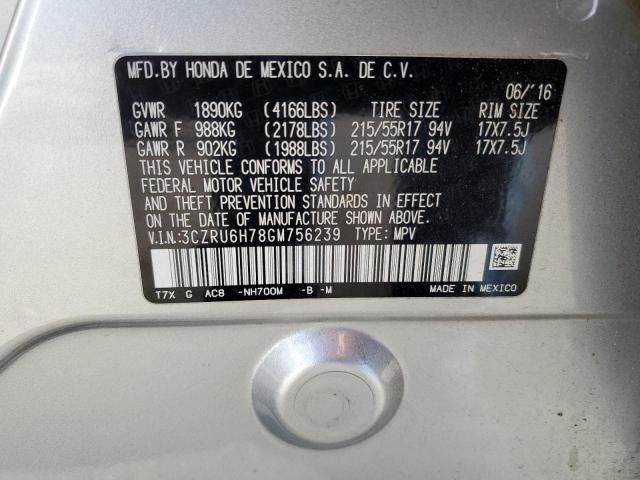 MFD.BY HONDA DE MEXICO S.A. DE C.V.
06/'16
GVWR 1890KG (4166LBS) TIRE SIZE RIM SIZE
GAWR F 988KG (2178LBS) 215/55R17 94V 17X7.5J
GAWR R 902KG (1988LBS) 215/55R17 94V 17X7.5J
THIS VEHICLE CONFORMS TO ALL APPLICABLE
FEDERAL MOTOR VEHICLE SAFETY
AND THEFT PREVENTION STANDARDS IN EFFECT
ON THE DATE OF MANUFACTURE SHOWN ABOVE.
V.I.N:3CZRU6H78GM756239 TYPE: MPV
T7X G AC8 -NH700M -B -M MADE IN MEXICO